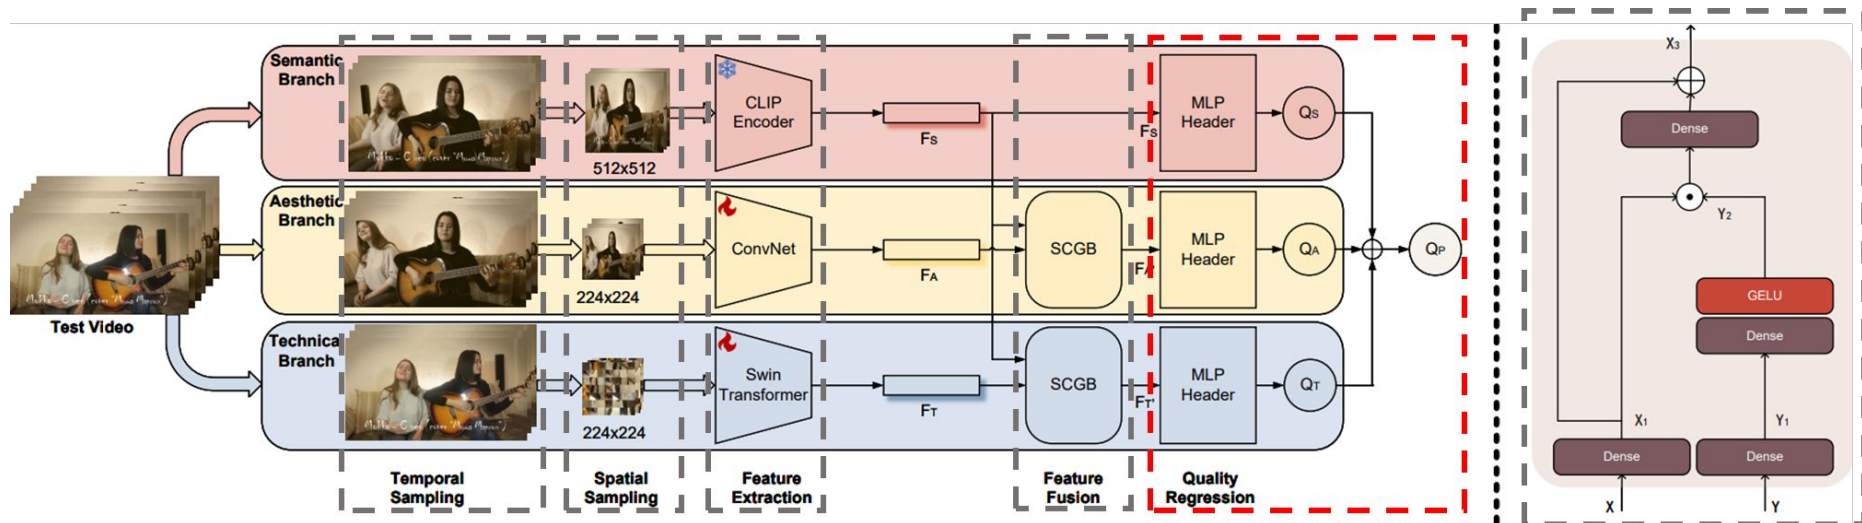 Semantic
Branch
CLIP
Encoder
512x512
Fs
Fs
MLP
Header
Qs
Aesthetic
Branch
ConvNet
224x224
FA
SCGB
MLP
Header
QA
QP
Test Video
Technica
Branch
Swin
Transformer
224x224
FT
SCGB
FT'
MLP
Header
QT
Temporal
Sampling
Spatial
Sampling
Feature
Extraction
Feature
Fusion
Quality
Regression
X3
Dense
Y2
GELU
Dense
X1
Y1
Dense
Dense
X
Y